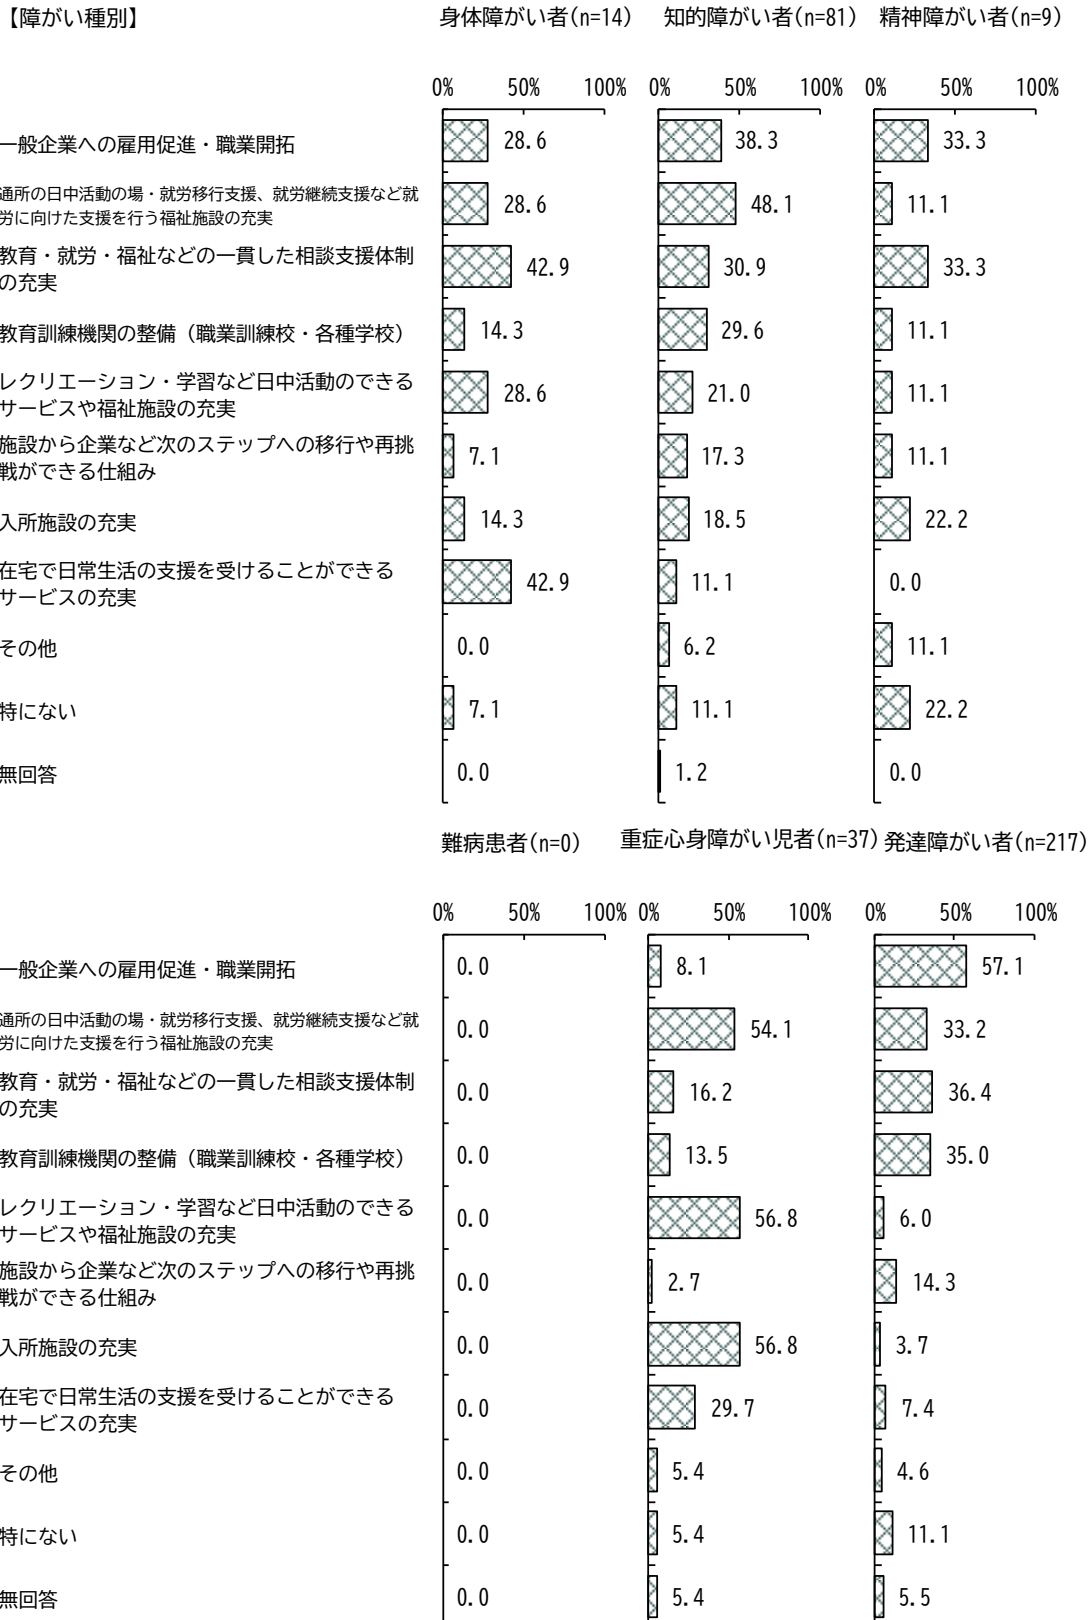 【障がい種別】
身体障がい者(n=14) 知的障がい者(n=81) 精神障がい者(n=9)
0% 50% 100% 0% 50% 100% 0% 50% 100%
一般企業への雇用促進・職業開拓 28.6 38.3 33.3
通所の日中活動の場・就労移行支援、就労継続支援など就
労に向けた支援を行う福祉施設の充実 28.6 48.1 11.1
教育・就労・福祉などの一貫した相談支援体制
の充実 42.9 30.9 33.3
教育訓練機関の整備（職業訓練校・各種学校） 14.3 29.6 11.1
レクリエーション・学習など日中活動のできる
サービスや福祉施設の充実 28.6 21.0 11.1
施設から企業など次のステップへの移行や再挑
戦ができる仕組み 7.1 17.3 11.1
入所施設の充実 14.3 18.5 22.2
在宅で日常生活の支援を受けることができる
サービスの充実 42.9 11.1 0.0
その他 0.0 6.2 11.1
特にない 7.1 11.1 22.2
無回答 0.0 1.2 0.0
難病患者(n=0) 重症心身障がい児者(n=37) 発達障がい者(n=217)
0% 50% 100% 0% 50% 100% 0% 50% 100%
一般企業への雇用促進・職業開拓 0.0 8.1 57.1
通所の日中活動の場・就労移行支援、就労継続支援など就
労に向けた支援を行う福祉施設の充実 0.0 54.1 33.2
教育・就労・福祉などの一貫した相談支援体制
の充実 0.0 16.2 36.4
教育訓練機関の整備（職業訓練校・各種学校） 0.0 13.5 35.0
レクリエーション・学習など日中活動のできる
サービスや福祉施設の充実 0.0 56.8 6.0
施設から企業など次のステップへの移行や再挑
戦ができる仕組み 0.0 2.7 14.3
入所施設の充実 0.0 56.8 3.7
在宅で日常生活の支援を受けることができる
サービスの充実 0.0 29.7 7.4
その他 0.0 5.4 4.6
特にない 0.0 5.4 11.1
無回答 0.0 5.4 5.5